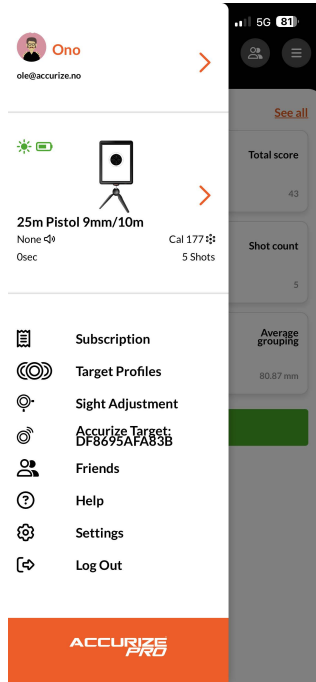 5G 81
Ono
ole@accurize.no
See all
Total score
43
25m Pistol 9mm/10m
None
Cal 177
0sec
5 Shots
Shot count
5
Average
grouping
80.87 mm
Subscription
Target Profiles
Sight Adjustment
Accurize Target:
DF8695AFA83B
Friends
Help
Settings
Log Out
ACCURIZE
PRO